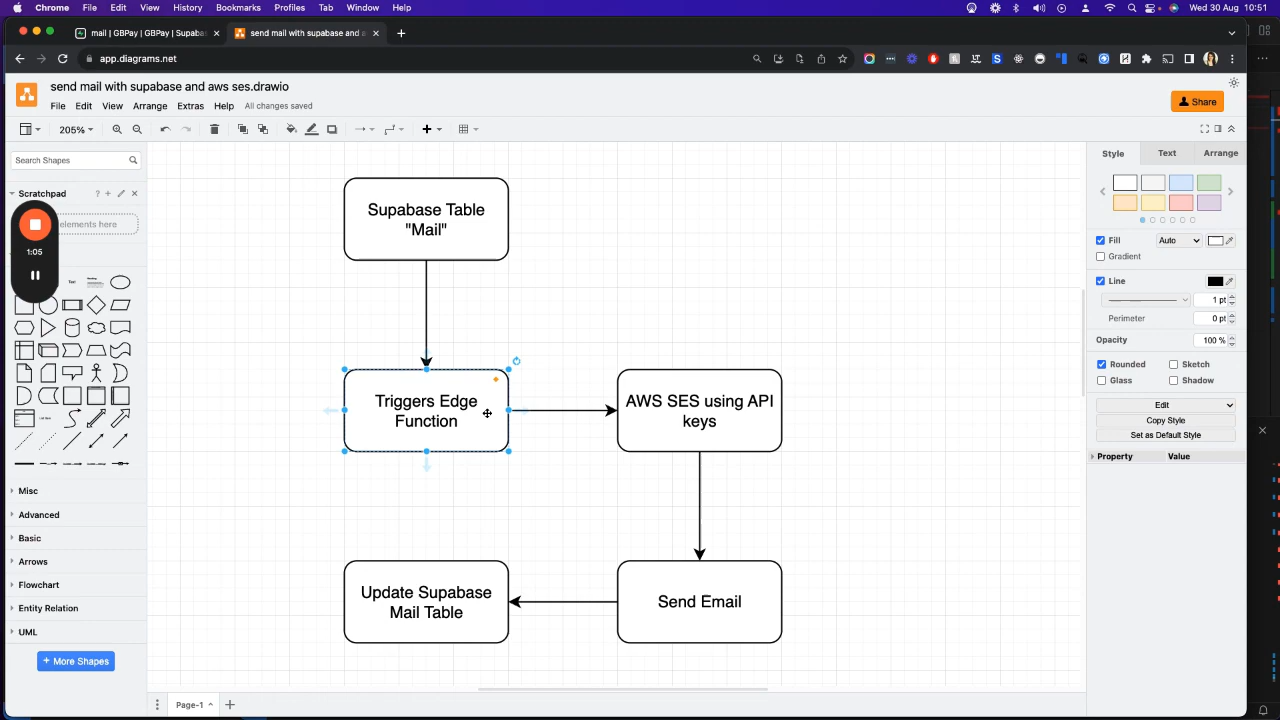 Chrome File Edit View History Bookmarks Profiles Tab Window Help Wed 30 Aug 10:51
mail | GBPay | GBPay | Supabas send mail with supabase and a
app.diagrams.net
send mail with supabase and aws ses.drawio
File Edit View Arrange Extras Help All changes saved
Share
205%
Search Shapes
Scratchpad
elements here
1:05
Text
Heading
List Item
Misc
Advanced
Basic
Arrows
Flowchart
Entity Relation
UML
+ More Shapes
Supabase Table
"Mail"
Triggers Edge
Function
AWS SES using API
keys
Update Supabase
Mail Table
Send Email
Page-1
Style Text Arrange
Fill Auto
Gradient
Line
1 pt
Perimeter 0 pt
Opacity 100 %
Rounded Sketch
Glass Shadow
Edit
Copy Style
Set as Default Style
Property Value